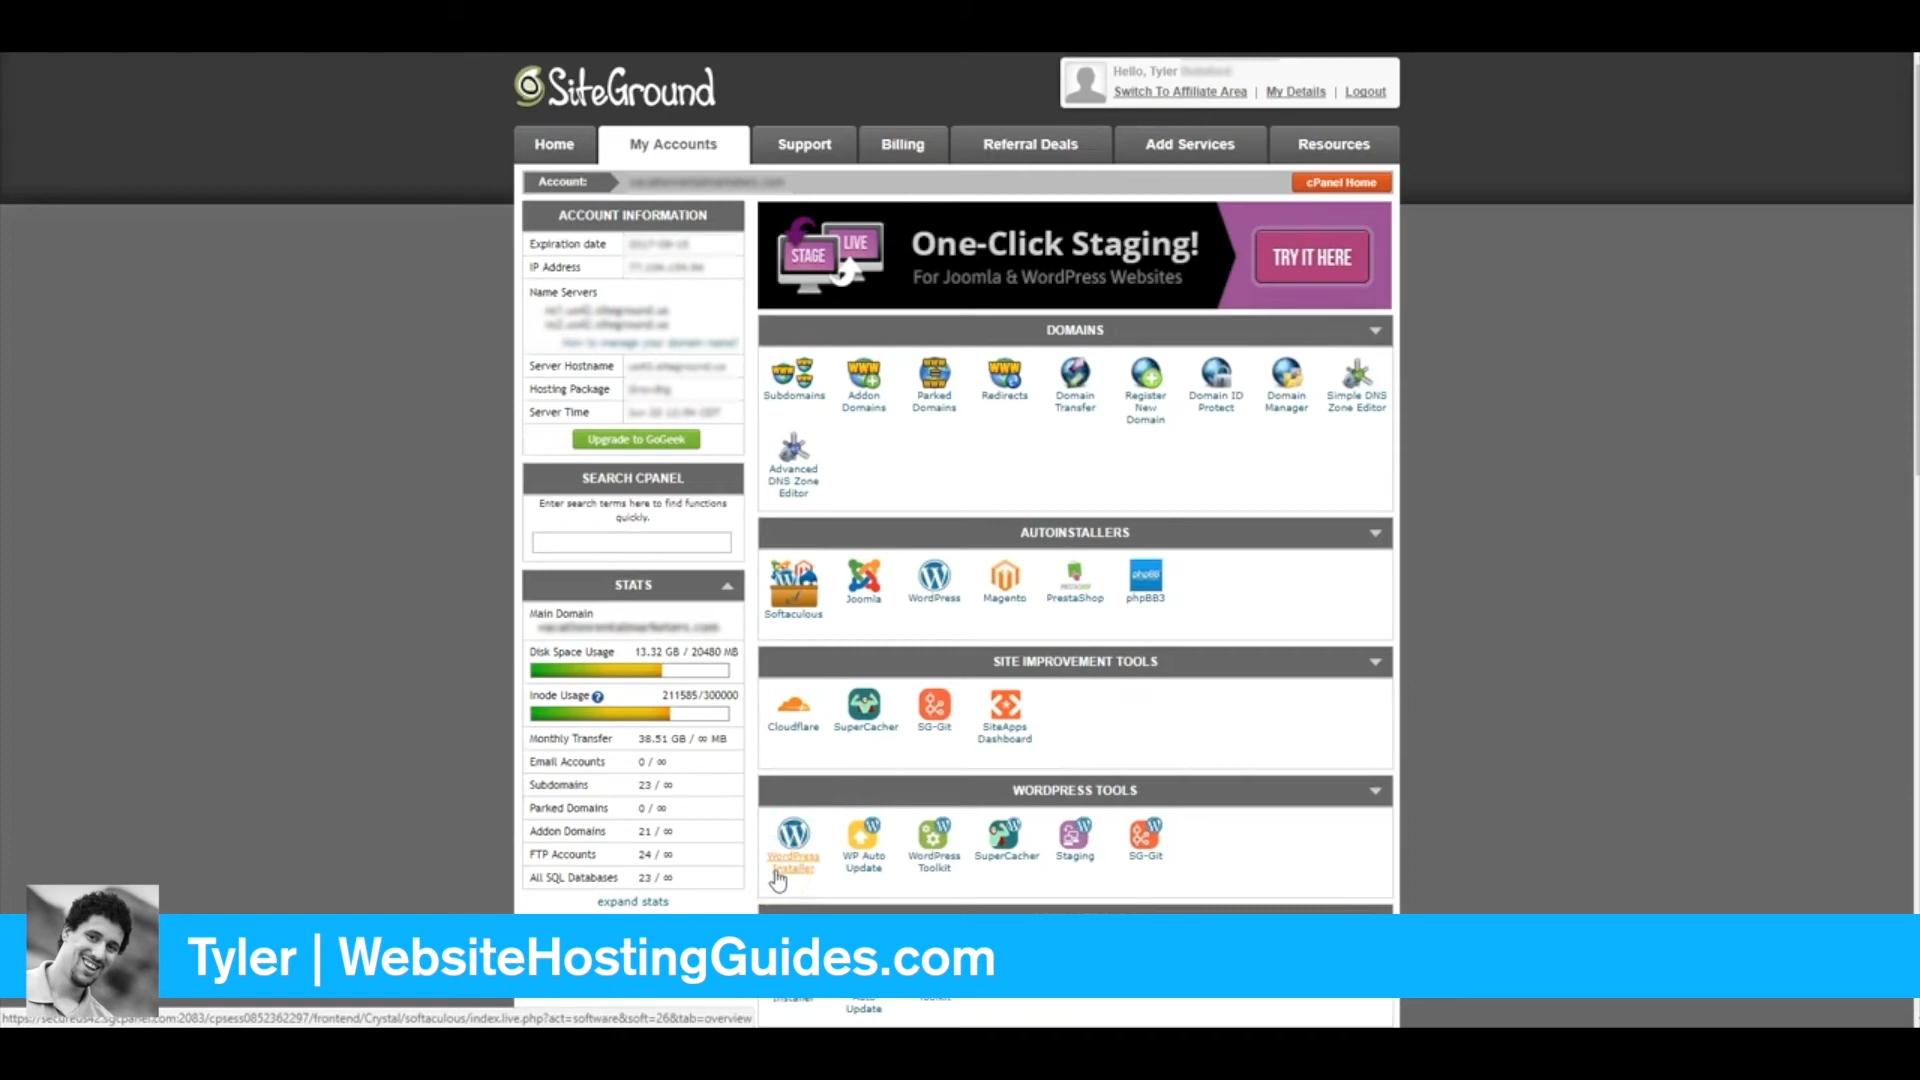 SiteGround
Hello, Tyler
Switch To Affiliate Area | My Details | Logout
Home
My Accounts
Support
Billing
Referral Deals
Add Services
Resources
Account:
cPanel Home
ACCOUNT INFORMATION
Expiration date
IP Address
Name Servers
How to manage your domain name?
Server Hostname
Hosting Package
Server Time
Upgrade to GoGeek
SEARCH CPANEL
Enter search terms here to find functions
quickly.
STATS
Main Domain
Disk Space Usage 13.32 GB / 20480 MB
Inode Usage ? 211585/300000
Monthly Transfer 38.51 GB / ∞ MB
Email Accounts 0 / ∞
Subdomains 23 / ∞
Parked Domains 0 / ∞
Addon Domains 21 / ∞
FTP Accounts 24 / ∞
All SQL Databases 23 / ∞
expand stats
STAGE
LIVE
One-Click Staging!
For Joomla & WordPress Websites
TRY IT HERE
DOMAINS
Subdomains
Addon
Domains
Parked
Domains
Redirects
Domain
Transfer
Register
New
Domain
Domain ID
Protect
Domain
Manager
Simple DNS
Zone Editor
Advanced
DNS Zone
Editor
AUTOINSTALLERS
Softaculous
Joomla
WordPress
Magento
PrestaShop
phpBB3
SITE IMPROVEMENT TOOLS
Cloudflare
SuperCacher
SG-Git
SiteApps
Dashboard
WORDPRESS TOOLS
WordPress
Installer
WP Auto
Update
WordPress
Toolkit
SuperCacher
Staging
SG-Git
Tyler | WebsiteHostingGuides.com
Update
https://secureus42.sgcpanel.com:2083/cpsess0852362297/frontend/Crystal/softaculous/index.live.php?act=software&soft=26&tab=overview